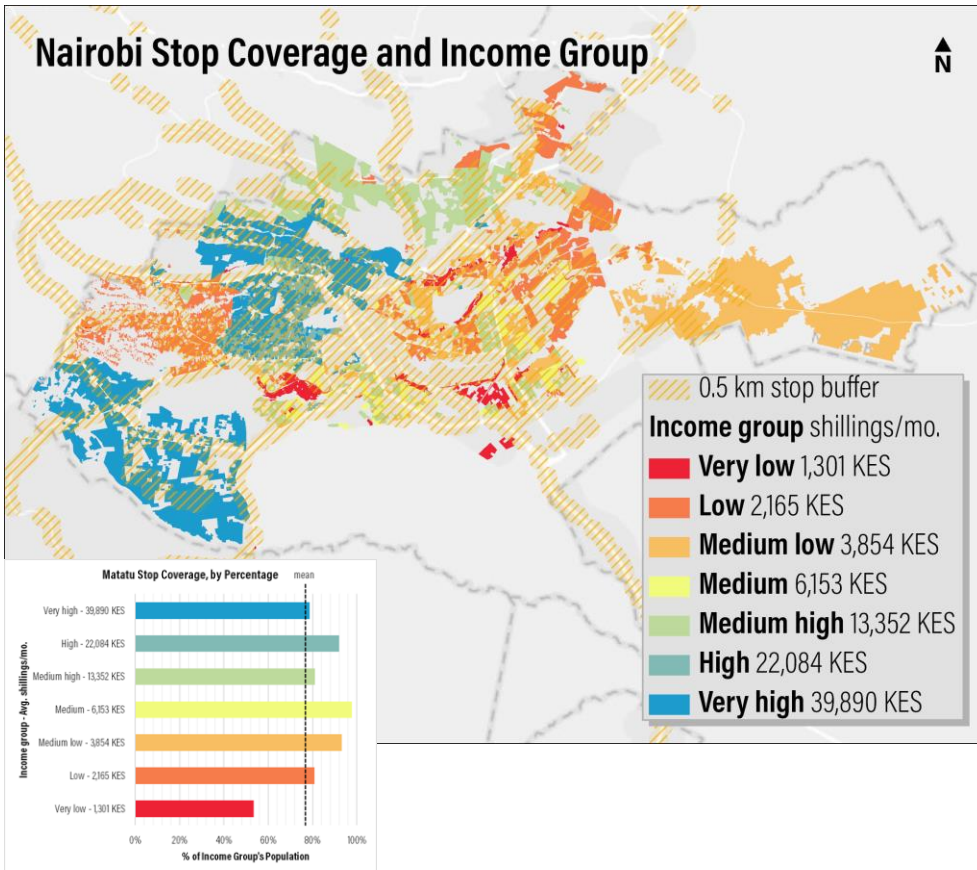 Nairobi Stop Coverage and Income Group
N
0.5 km stop buffer
Income group shillings/mo.
Very low 1,301 KES
Low 2,165 KES
Medium low 3,854 KES
Medium 6,153 KES
Medium high 13,352 KES
High 22,084 KES
Very high 39,890 KES
Matatu Stop Coverage, by Percentage
mean
Income group - Avg. shillings/mo.
Very high - 39,890 KES
High - 22,084 KES
Medium high - 13,352 KES
Medium - 6,153 KES
Medium low - 3,854 KES
Low - 2,165 KES
Very low - 1,301 KES
0% 20% 40% 60% 80% 100%
% of Income Group's Population